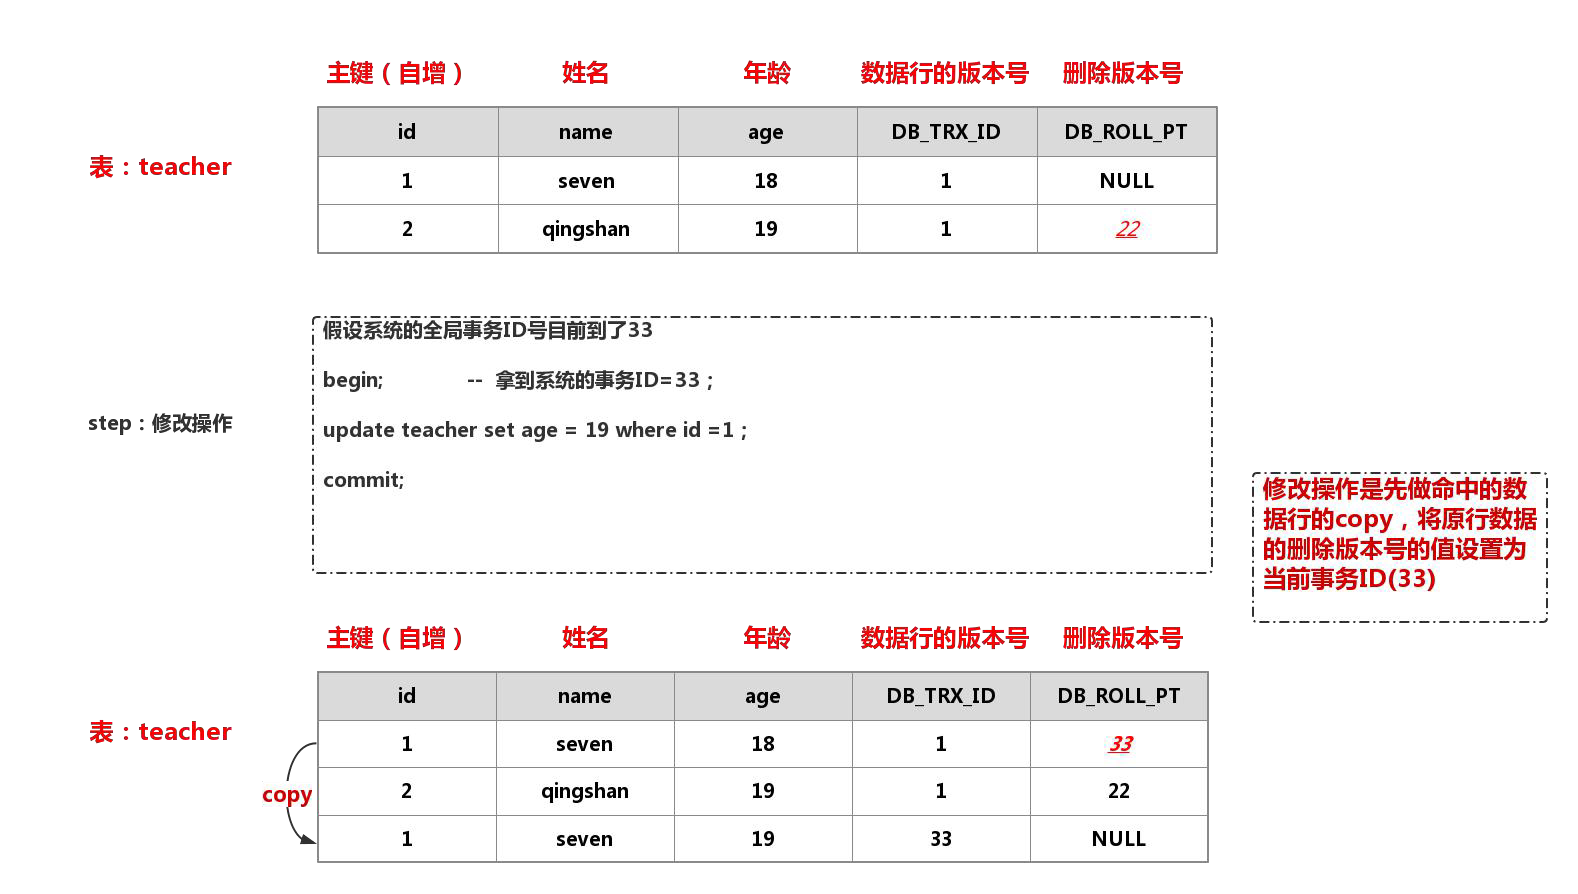 主键（自增） 姓名 年龄 数据行的版本号 删除版本号
id name age DB_TRX_ID DB_ROLL_PT
表：teacher
1 seven 18 1 NULL
2 qingshan 19 1 22
假设系统的全局事务ID号目前到了33
begin; -- 拿到系统的事务ID=33；
step：修改操作
update teacher set age = 19 where id =1；
commit;
修改操作是先做命中的数
据行的copy，将原行数据
的删除版本号的值设置为
当前事务ID(33)
主键（自增） 姓名 年龄 数据行的版本号 删除版本号
id name age DB_TRX_ID DB_ROLL_PT
表：teacher
1 seven 18 1 33
copy
2 qingshan 19 1 22
1 seven 19 33 NULL